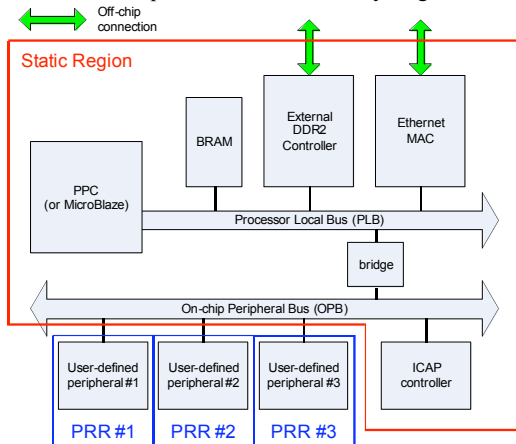 Off-chip
connection
Static Region
BRAM
External
DDR2
Controller
Ethernet
MAC
PPC
(or MicroBlaze)
Processor Local Bus (PLB)
bridge
On-chip Peripheral Bus (OPB)
User-defined
peripheral #1
User-defined
peripheral #2
User-defined
peripheral #3
ICAP
controller
PRR #1
PRR #2
PRR #3